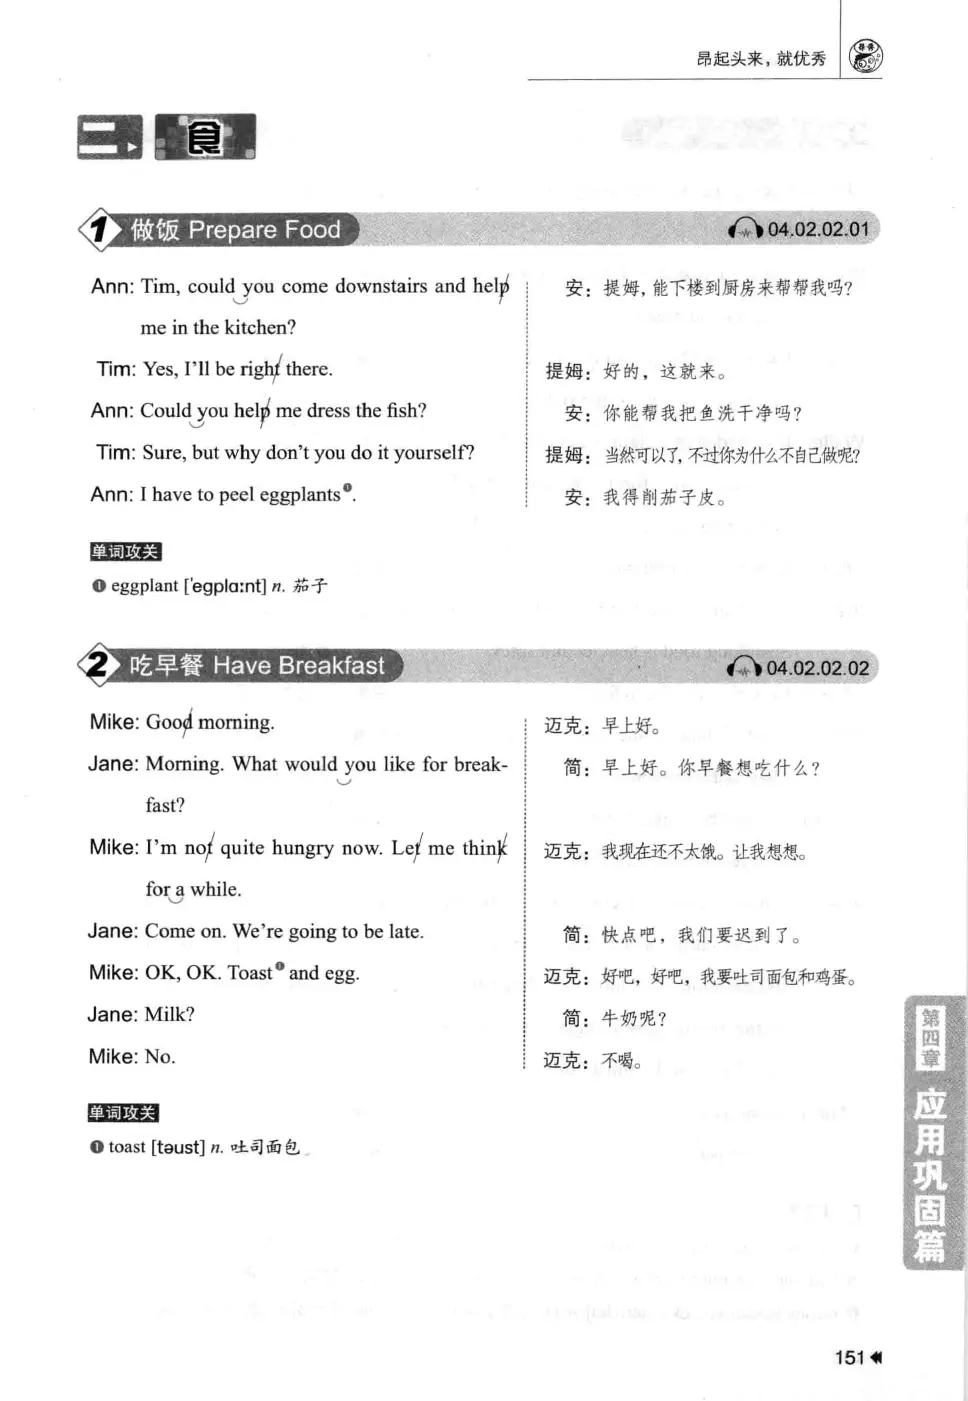 昂起头来，就优秀
二 食
1 做饭 Prepare Food 04.02.02.01
Ann: Tim, could you come downstairs and help
me in the kitchen?
Tim: Yes, I'll be right there.
Ann: Could you help me dress the fish?
Tim: Sure, but why don't you do it yourself?
Ann: I have to peel eggplants❶.
安：提姆，能下楼到厨房来帮帮我吗？
提姆：好的，这就来。
安：你能帮我把鱼洗干净吗？
提姆：当然可以了，不过你为什么不自己做呢？
安：我得削茄子皮。
单词攻关
❶ eggplant ['egplɑ:nt] n. 茄子
2 吃早餐 Have Breakfast 04.02.02.02
Mike: Good morning.
Jane: Morning. What would you like for break-
fast?
Mike: I'm not quite hungry now. Let me think
for a while.
Jane: Come on. We're going to be late.
Mike: OK, OK. Toast❶ and egg.
Jane: Milk?
Mike: No.
迈克：早上好。
简：早上好。你早餐想吃什么？
迈克：我现在还不太饿。让我想想。
简：快点吧，我们要迟到了。
迈克：好吧，好吧，我要吐司面包和鸡蛋。
简：牛奶呢？
迈克：不喝。
单词攻关
❶ toast [təust] n. 吐司面包
第四章 应用巩固篇
151